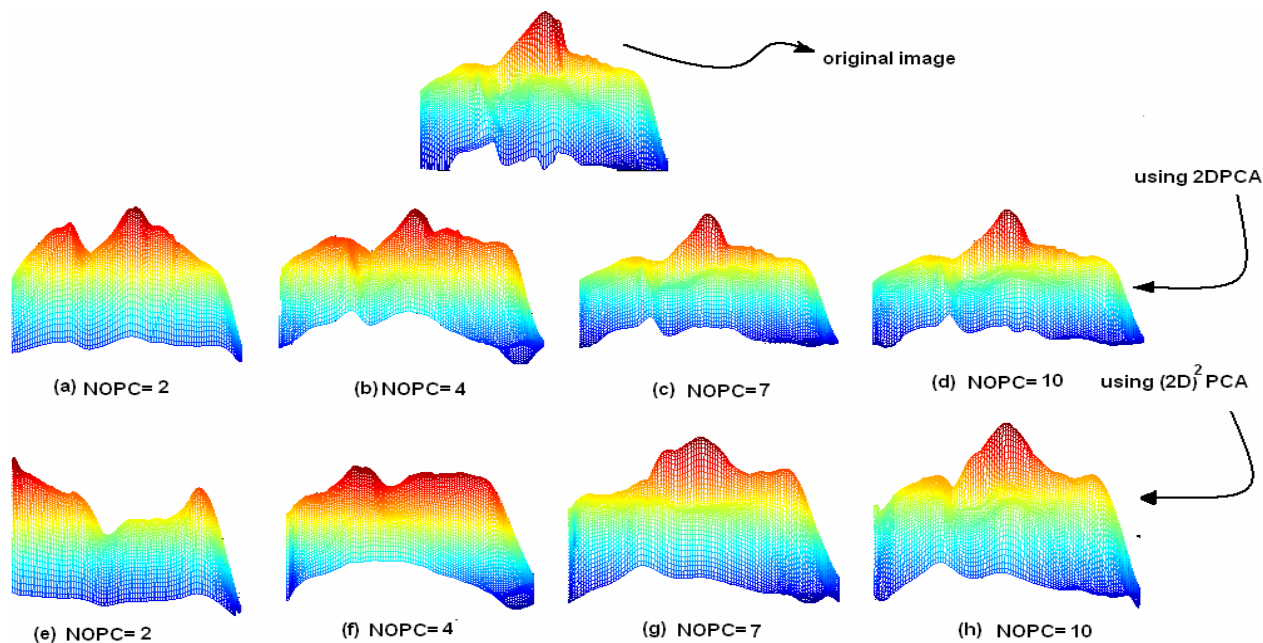 original image
using 2DPCA
(a) NOPC= 2
(b) NOPC= 4
(c) NOPC= 7
(d) NOPC= 10
using (2D)² PCA
(e) NOPC= 2
(f) NOPC= 4
(g) NOPC= 7
(h) NOPC= 10